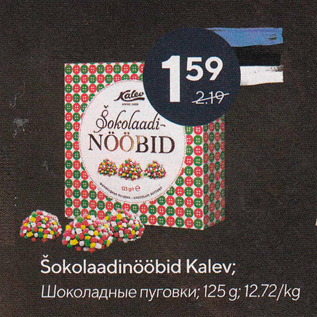 1 59
2.19
Kalev
Šokolaadi-
NÖÖBID
125 g ℮
Šokolaadinööbid Kalev;
Шоколадные пуговки; 125 g; 12.72/kg